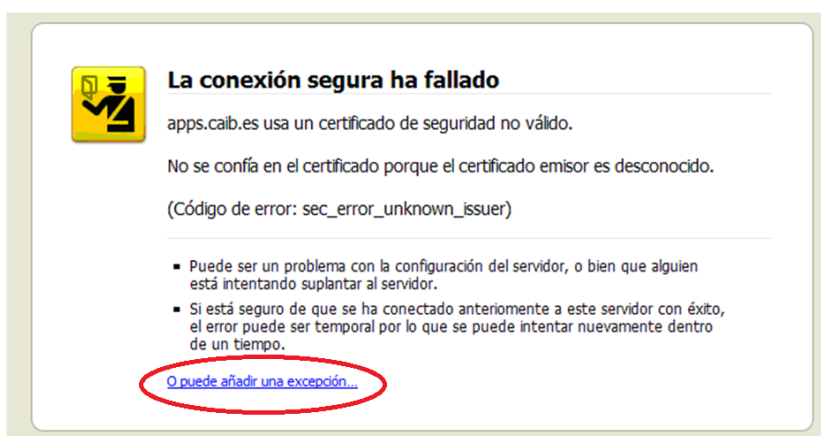 La conexión segura ha fallado
apps.caib.es usa un certificado de seguridad no válido.
No se confía en el certificado porque el certificado emisor es desconocido.
(Código de error: sec_error_unknown_issuer)
▪ Puede ser un problema con la configuración del servidor, o bien que alguien
está intentando suplantar al servidor.
▪ Si está seguro de que se ha conectado anteriomente a este servidor con éxito,
el error puede ser temporal por lo que se puede intentar nuevamente dentro
de un tiempo.
O puede añadir una excepción...